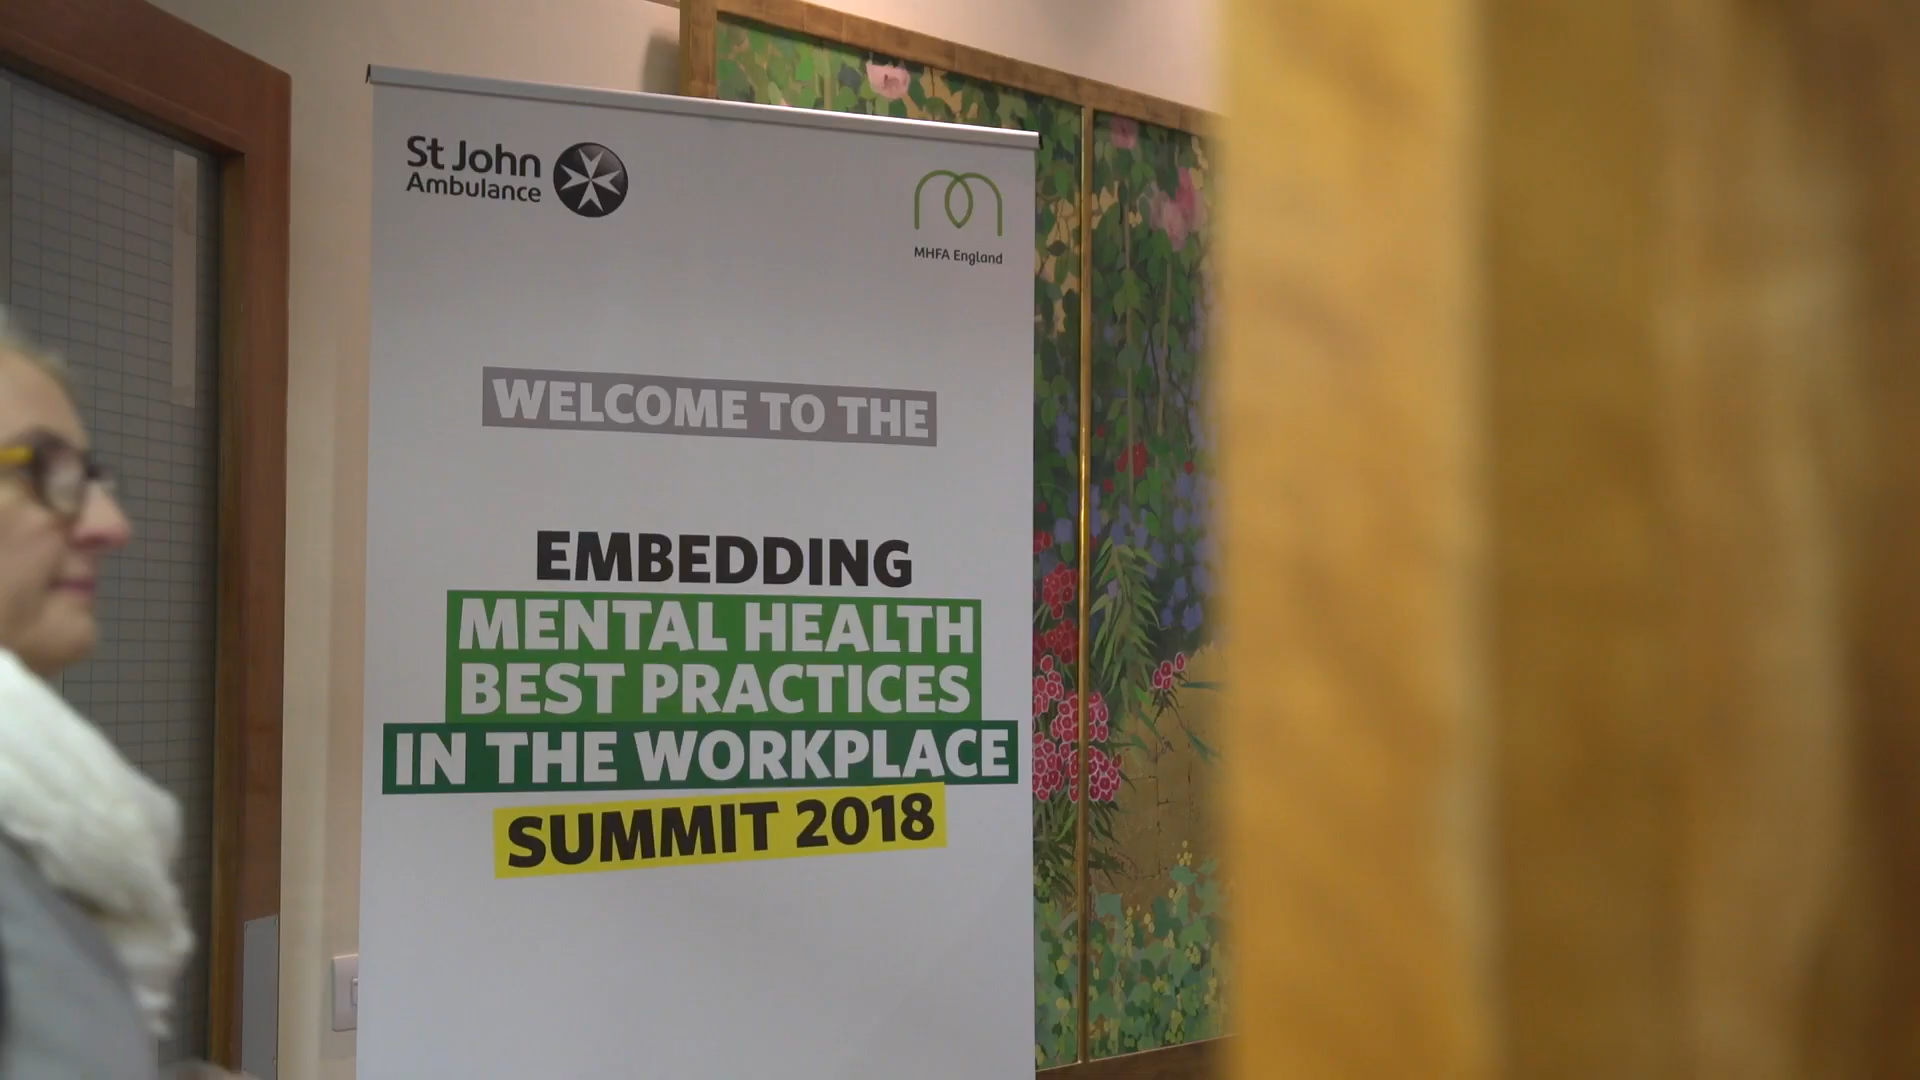 St John
Ambulance
MHFA England
WELCOME TO THE
EMBEDDING
MENTAL HEALTH
BEST PRACTICES
IN THE WORKPLACE
SUMMIT 2018